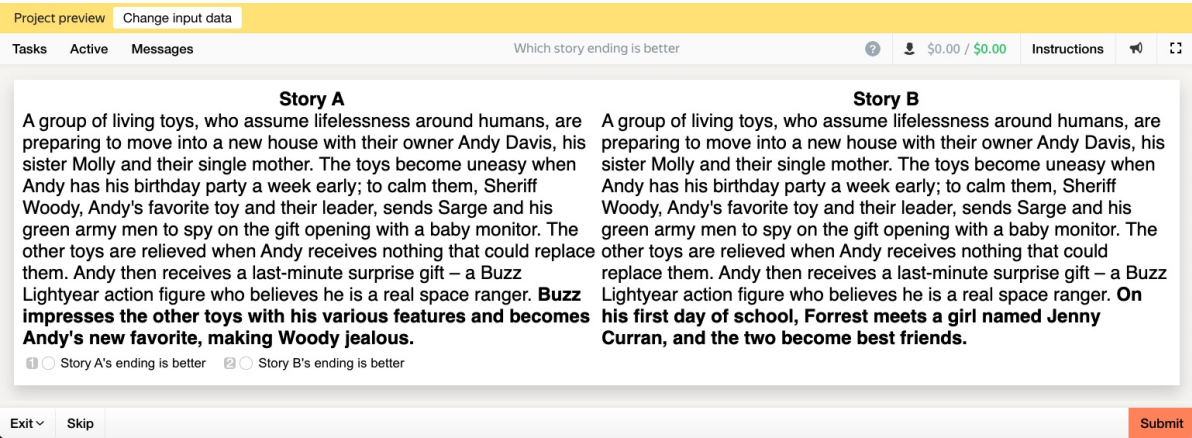 Project preview Change input data
Tasks Active Messages Which story ending is better ? $0.00 / $0.00 Instructions
Story A
A group of living toys, who assume lifelessness around humans, are
preparing to move into a new house with their owner Andy Davis, his
sister Molly and their single mother. The toys become uneasy when
Andy has his birthday party a week early; to calm them, Sheriff
Woody, Andy's favorite toy and their leader, sends Sarge and his
green army men to spy on the gift opening with a baby monitor. The
other toys are relieved when Andy receives nothing that could replace
them. Andy then receives a last-minute surprise gift – a Buzz
Lightyear action figure who believes he is a real space ranger. Buzz
impresses the other toys with his various features and becomes
Andy's new favorite, making Woody jealous.
Story B
A group of living toys, who assume lifelessness around humans, are
preparing to move into a new house with their owner Andy Davis, his
sister Molly and their single mother. The toys become uneasy when
Andy has his birthday party a week early; to calm them, Sheriff
Woody, Andy's favorite toy and their leader, sends Sarge and his
green army men to spy on the gift opening with a baby monitor. The
other toys are relieved when Andy receives nothing that could
replace them. Andy then receives a last-minute surprise gift – a Buzz
Lightyear action figure who believes he is a real space ranger. On
his first day of school, Forrest meets a girl named Jenny
Curran, and the two become best friends.
1 Story A's ending is better 2 Story B's ending is better
Exit Skip Submit